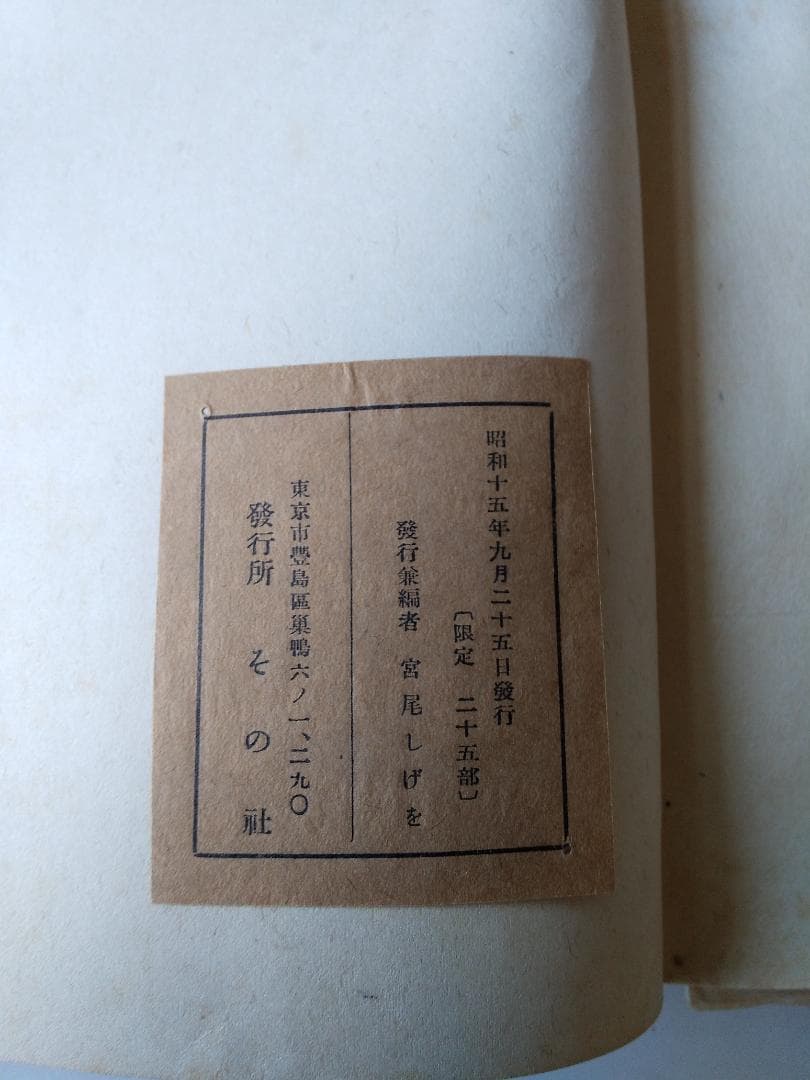 昭和十五年九月二十五日發行
〔限定　二十五部〕
發行兼編者　宮尾しげを
東京市豐島區巢鴨六ノ一、二九〇
發行所　その社